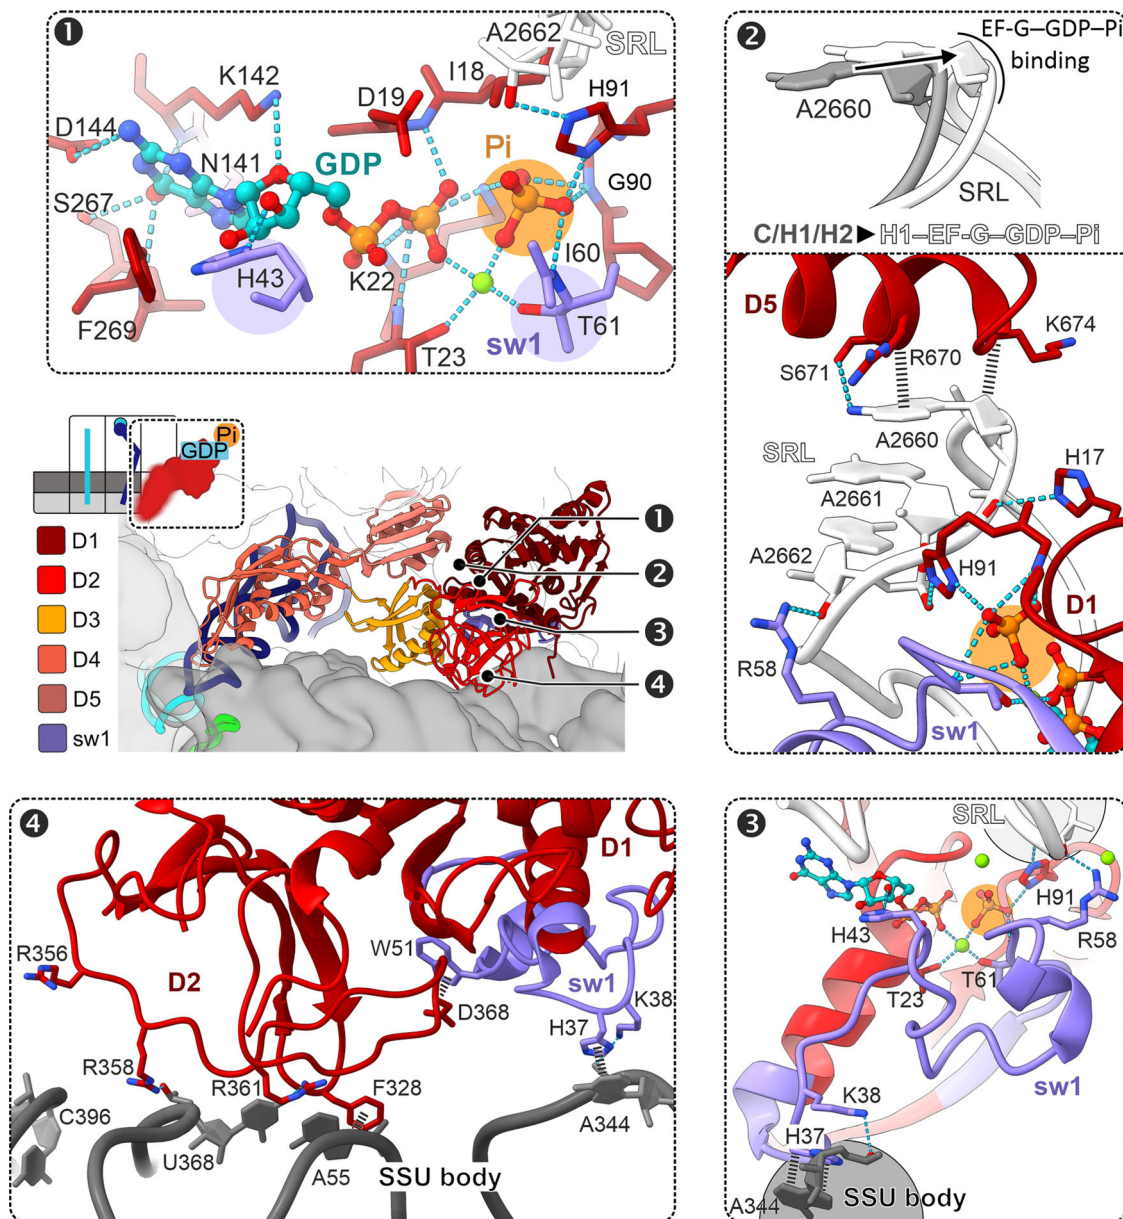 1
A2662
SRL
K142
I18
D19
H91
D144
N141
GDP
Pi
S267
G90
I60
H43
K22
F269
T61
T23
sw1
2
EF-G–GDP–Pi
binding
A2660
SRL
C/H1/H2►H1–EF-G–GDP–Pi
D5
K674
S671
R670
A2660
SRL
H17
A2661
A2662
H91
D1
R58
sw1
Pi
GDP
D1
D2
D3
D4
D5
sw1
1
2
3
4
4
D1
W51
R356
D2
sw1
D368
K38
H37
R358
R361
F328
C396
A344
U368
A55
SSU body
3
SRL
H91
H43
R58
T61
T23
sw1
K38
H37
A344
SSU body